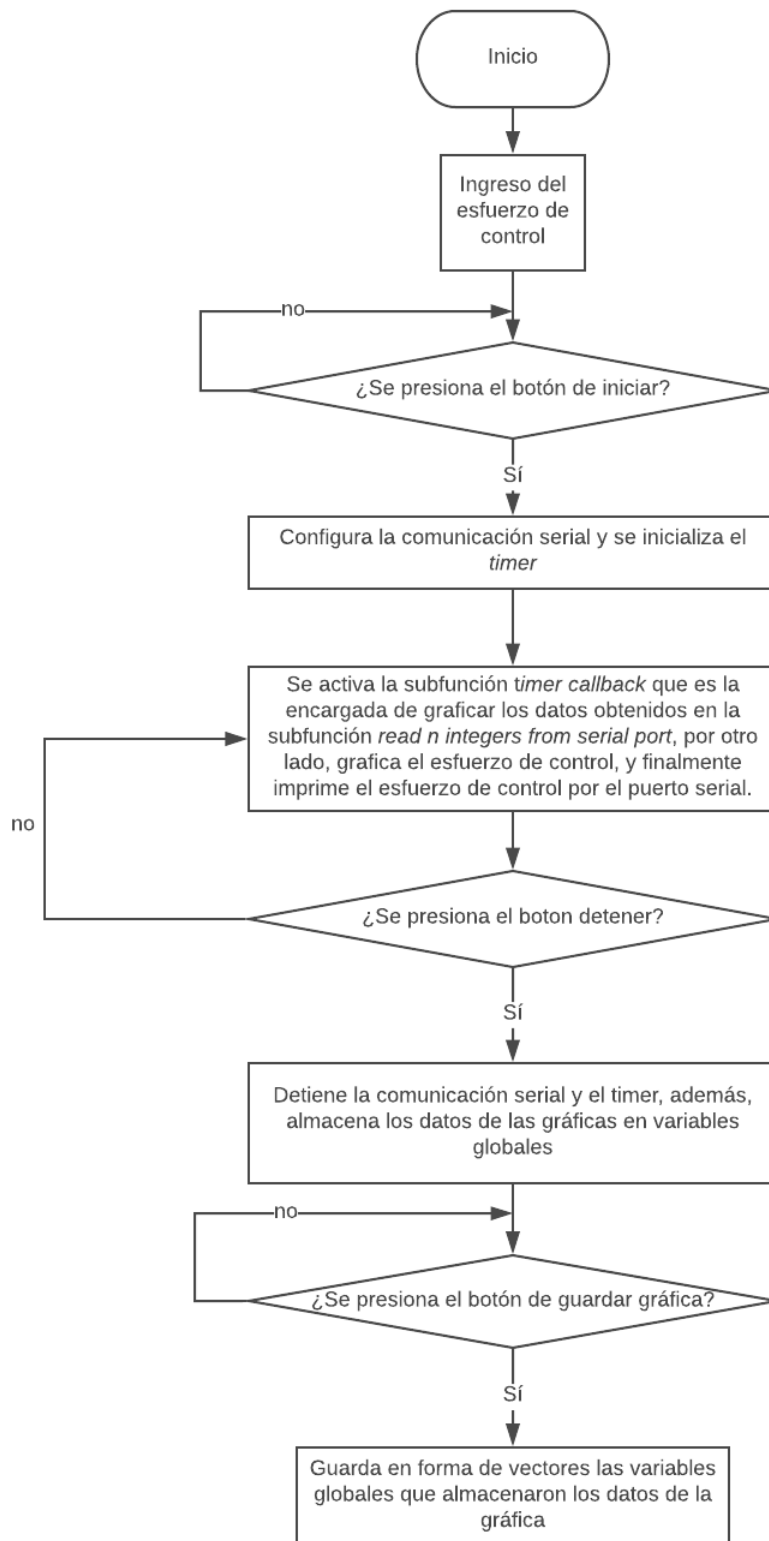 Inicio
Ingreso del
esfuerzo de
control
no
¿Se presiona el botón de iniciar?
Sí
Configura la comunicación serial y se inicializa el
timer
Se activa la subfunción timer callback que es la
encargada de graficar los datos obtenidos en la
subfunción read n integers from serial port, por otro
lado, grafica el esfuerzo de control, y finalmente
imprime el esfuerzo de control por el puerto serial.
no
¿Se presiona el boton detener?
Sí
Detiene la comunicación serial y el timer, además,
almacena los datos de las gráficas en variables
globales
no
¿Se presiona el botón de guardar gráfica?
Sí
Guarda en forma de vectores las variables
globales que almacenaron los datos de la
gráfica